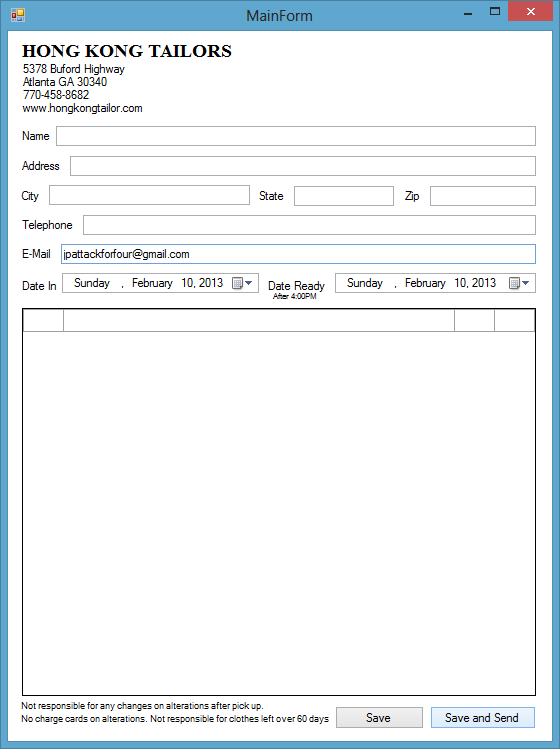 MainForm
HONG KONG TAILORS
5378 Buford Highway
Atlanta GA 30340
770-458-8682
www.hongkongtailor.com
Name
Address
City State Zip
Telephone
E-Mail jpattackforfour@gmail.com
Date In Sunday , February 10, 2013 Date Ready Sunday , February 10, 2013
After 4:00PM
Not responsible for any changes on alterations after pick up.
No charge cards on alterations. Not responsible for clothes left over 60 days
Save Save and Send